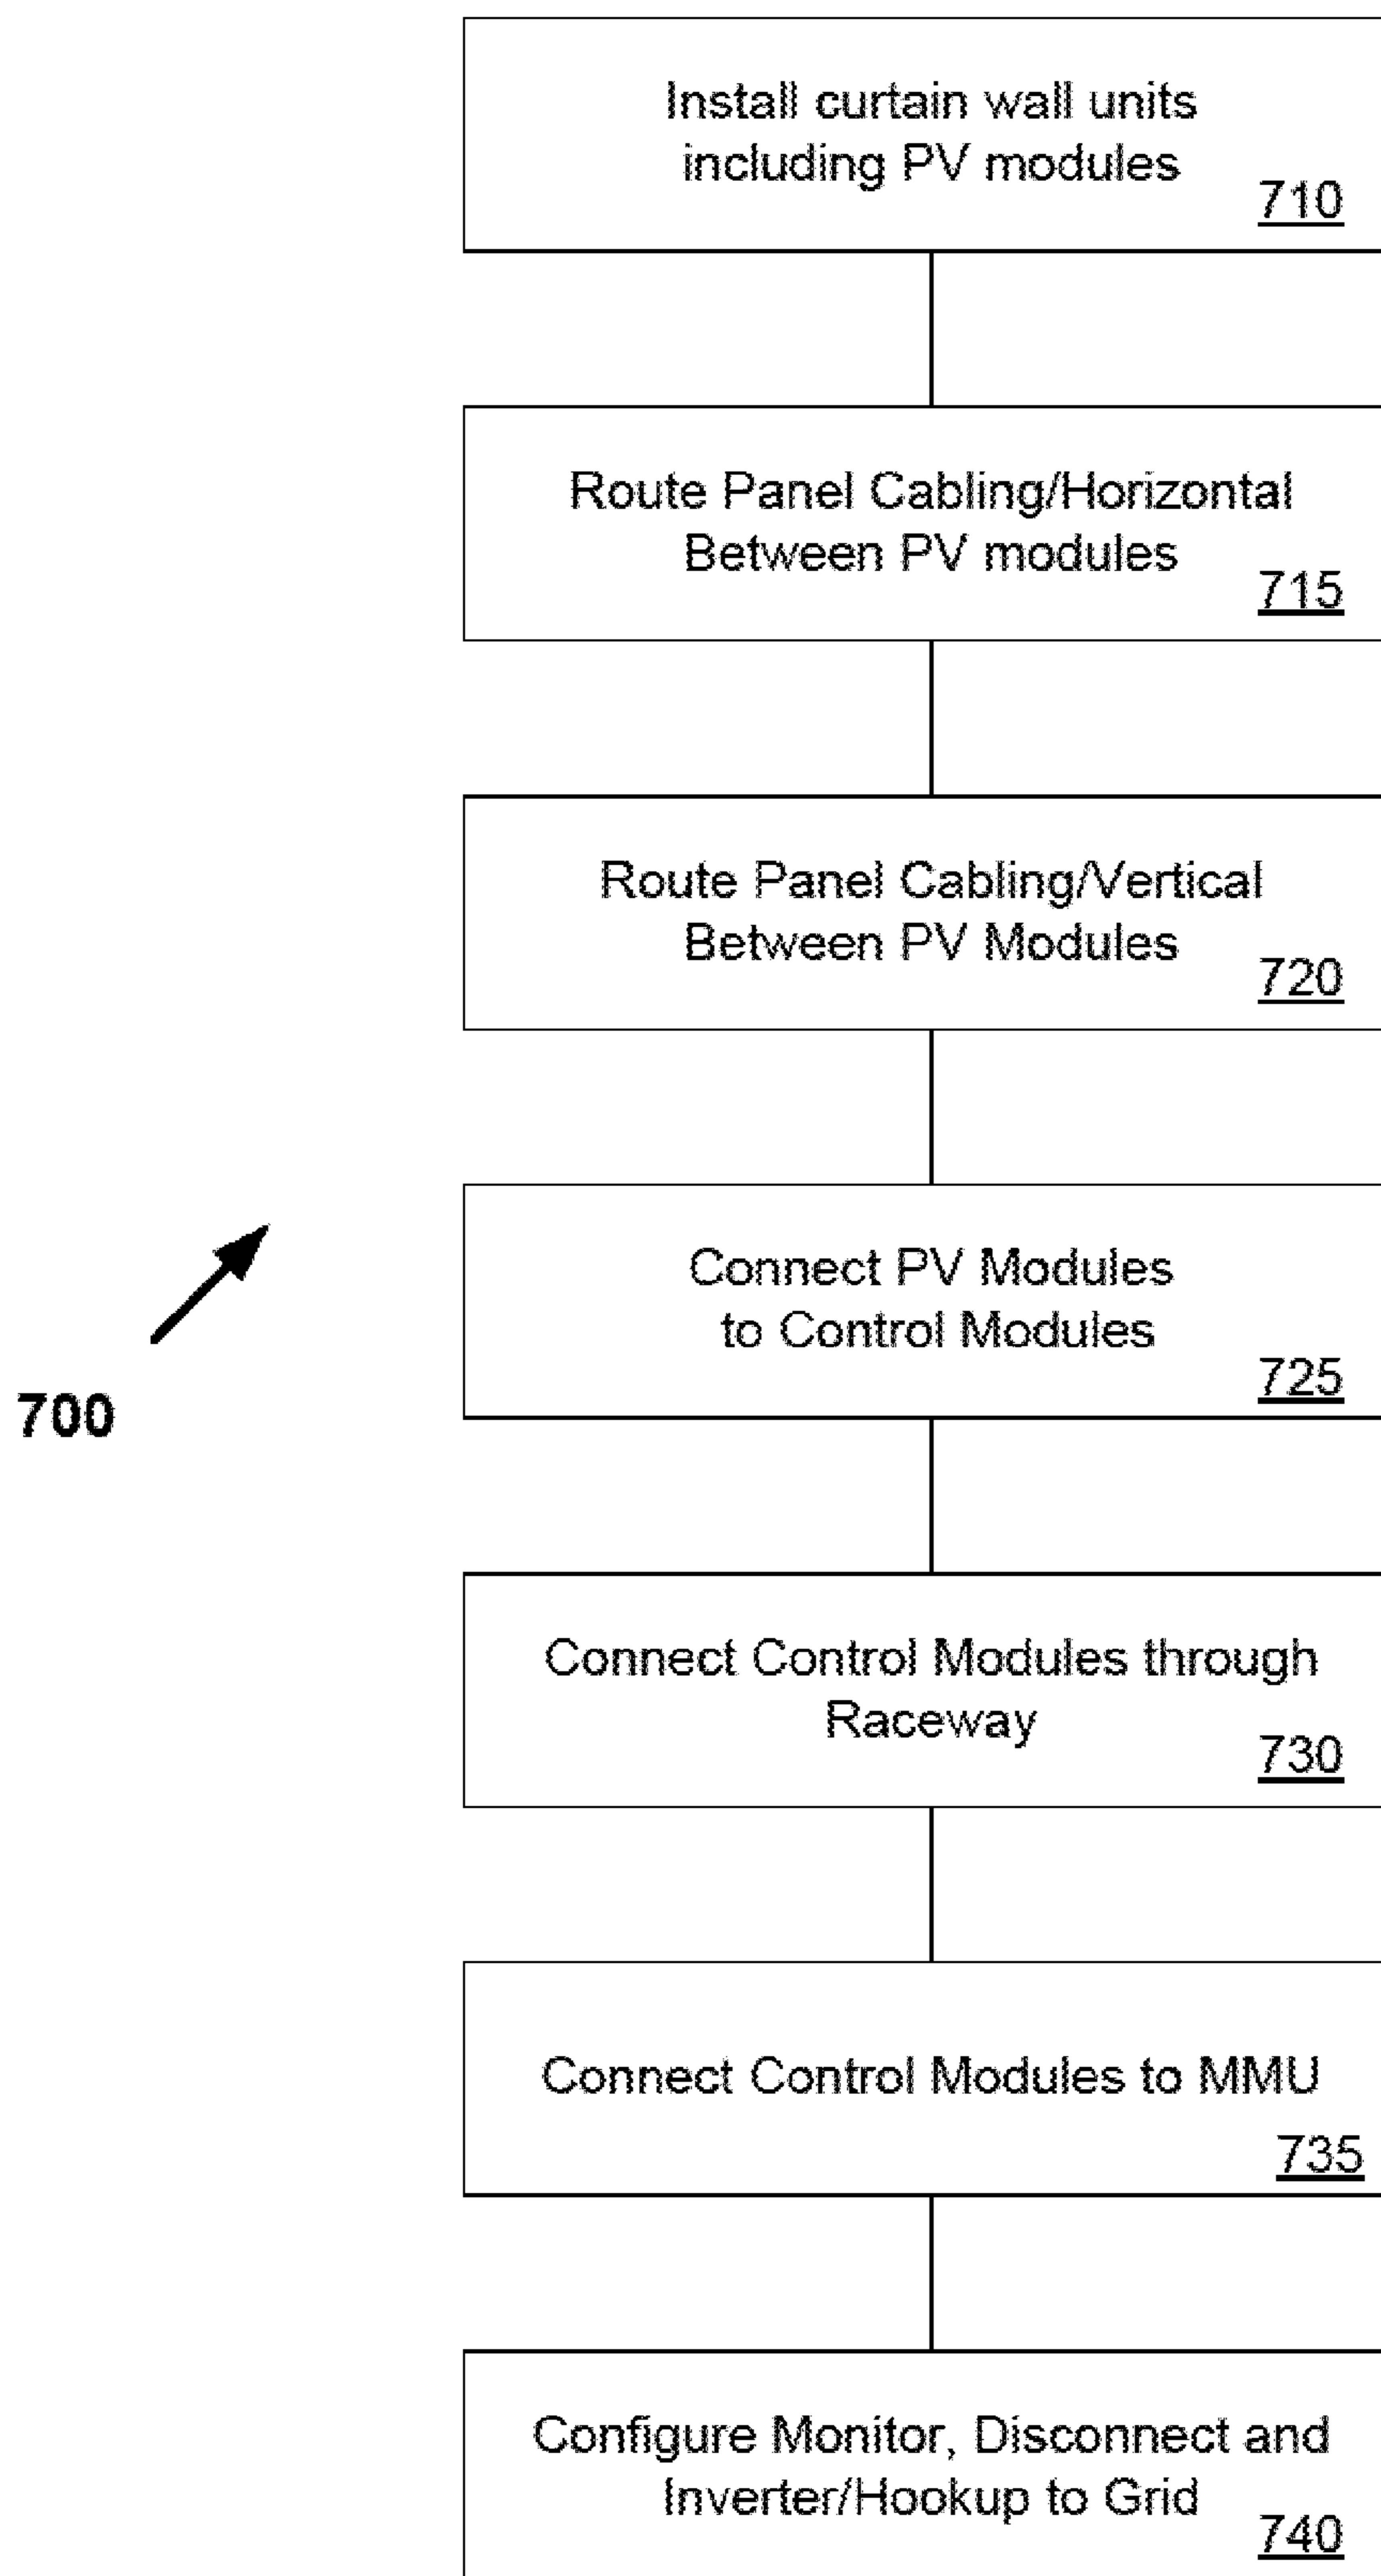 Install curtain wall units
including PV modules
710
Route Panel Cabling/Horizontal
Between PV modules
715
Route Panel Cabling/Vertical
Between PV Modules
720
Connect PV Modules
to Control Modules
725
700
Connect Control Modules through
Raceway
730
Connect Control Modules to MMU
735
Configure Monitor, Disconnect and
Inverter/Hookup to Grid
740